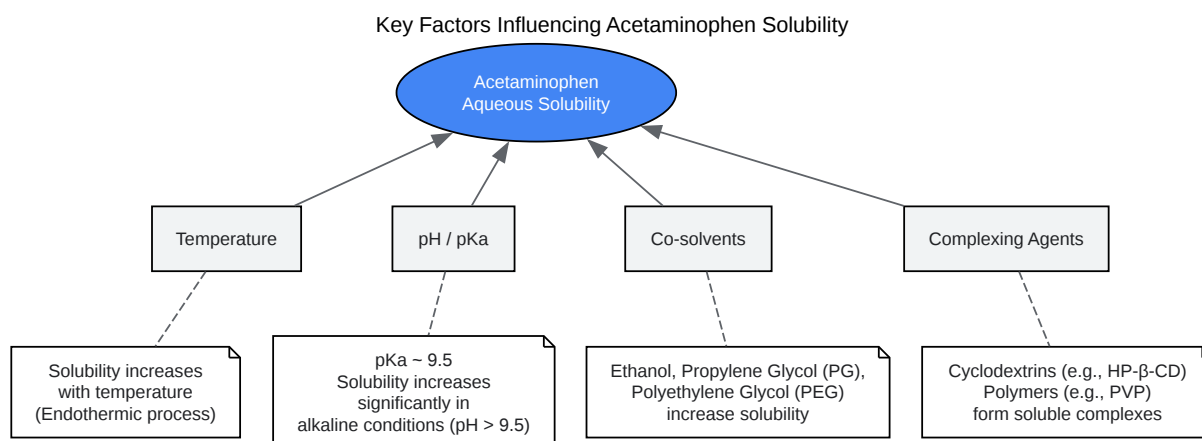 Key Factors Influencing Acetaminophen Solubility
Acetaminophen
Aqueous Solubility
Temperature
pH / pKa
Co-solvents
Complexing Agents
Solubility increases
with temperature
(Endothermic process)
pKa ~ 9.5
Solubility increases
significantly in
alkaline conditions (pH > 9.5)
Ethanol, Propylene Glycol (PG),
Polyethylene Glycol (PEG)
increase solubility
Cyclodextrins (e.g., HP-β-CD)
Polymers (e.g., PVP)
form soluble complexes